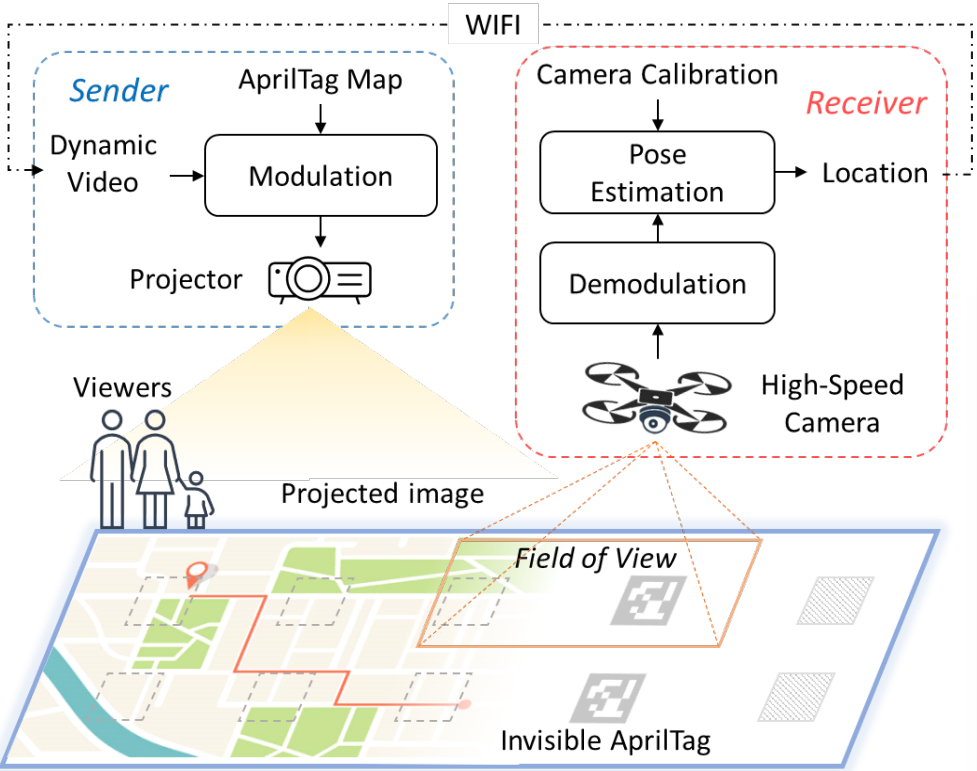 WIFI
Sender
AprilTag Map
Dynamic
Video
Modulation
Projector
Camera Calibration
Receiver
Pose
Estimation
Location
Demodulation
High-Speed
Camera
Viewers
Projected image
Field of View
Invisible AprilTag